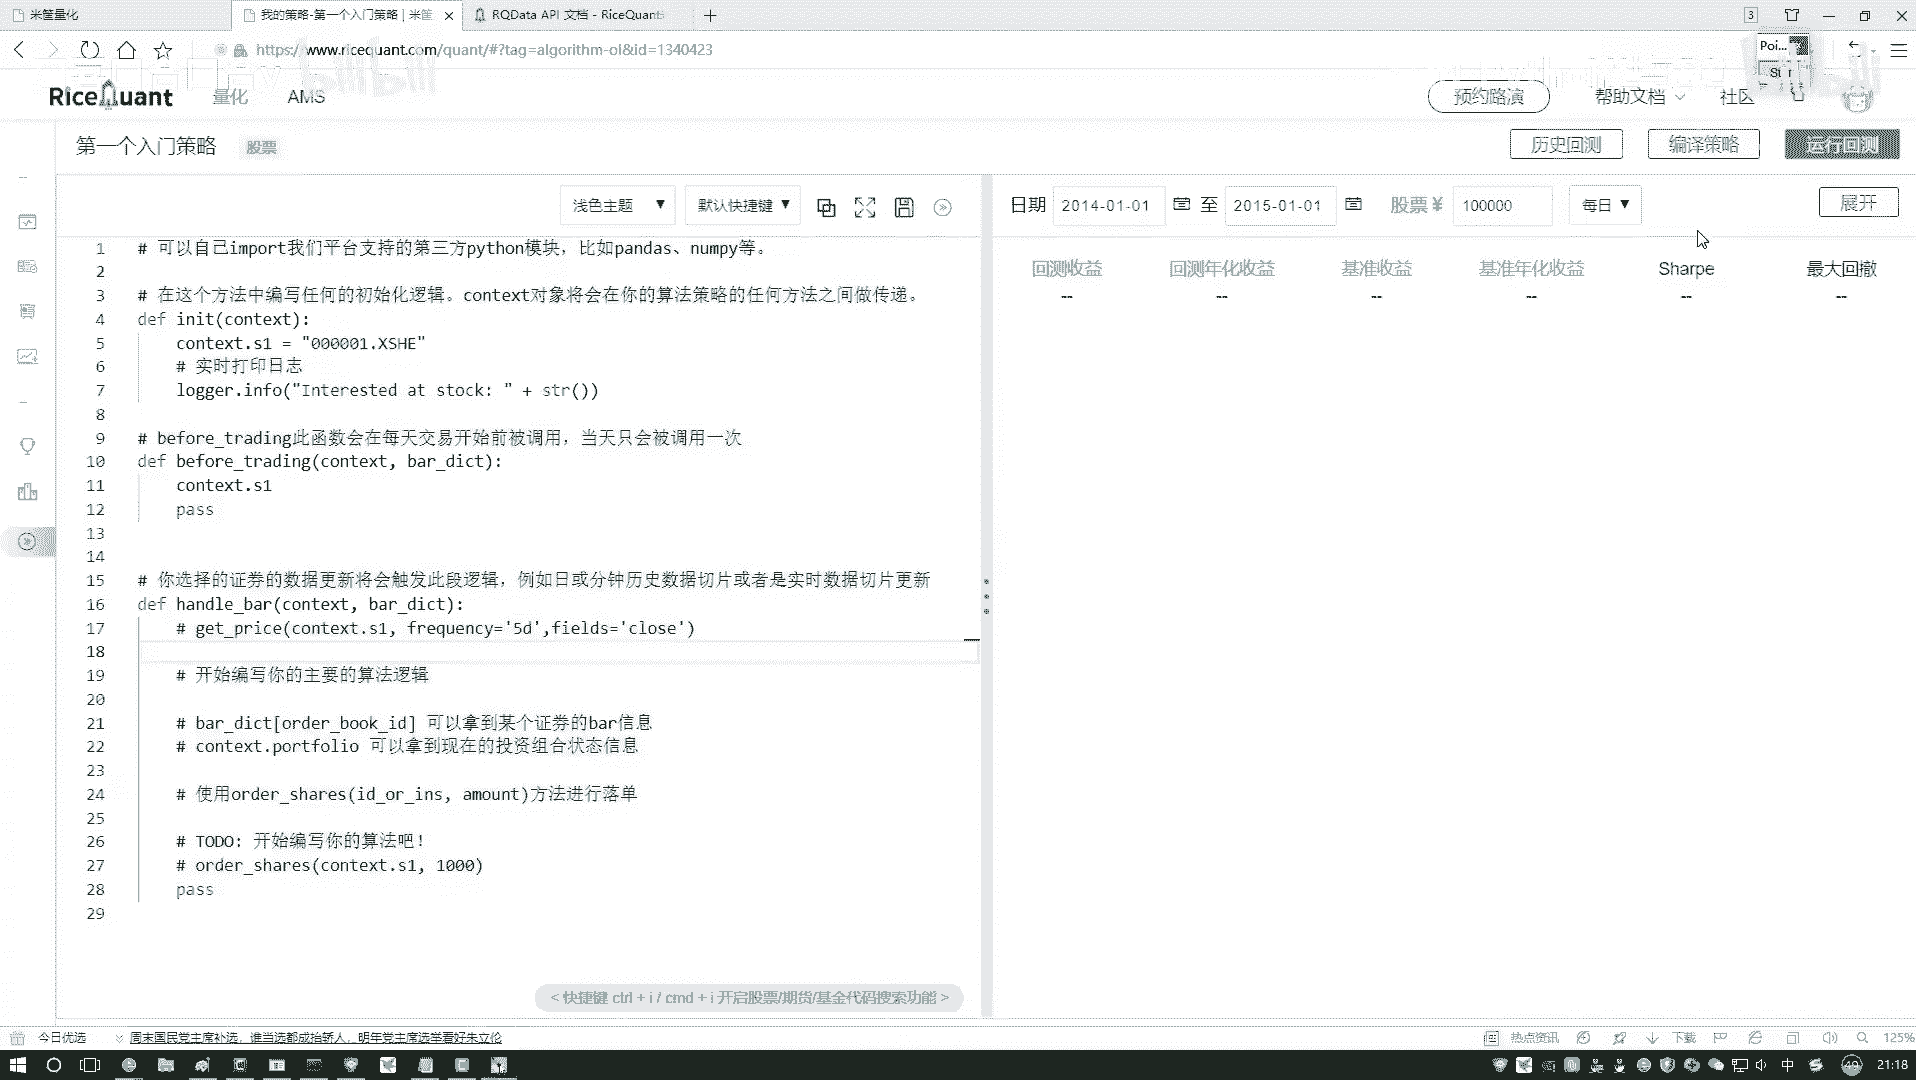 米筐量化
我的策略-第一个入门策略 | 米筐
RQData API 文档 - RiceQuant
3
https://www.ricequant.com/quant/#?tag=algorithm-ol&id=1340423
Poi...
RiceQuant
量化
AMS
预约路演
帮助文档
社区
第一个入门策略
股票
历史回测
编译策略
运行回测
浅色主题 ▼
默认快捷键 ▼
日期 2014-01-01 至 2015-01-01 股票 ¥ 100000 每日 ▼
展开
回测收益 回测年化收益 基准收益 基准年化收益 Sharpe 最大回撤
-- -- -- -- -- --
1 # 可以自己import我们平台支持的第三方python模块，比如pandas、numpy等。
2
3 # 在这个方法中编写任何的初始化逻辑。context对象将会在你的算法策略的任何方法之间做传递。
4 def init(context):
5 context.s1 = "000001.XSHE"
6 # 实时打印日志
7 logger.info("Interested at stock: " + str())
8
9 # before_trading此函数会在每天交易开始前被调用，当天只会被调用一次
10 def before_trading(context, bar_dict):
11 context.s1
12 pass
13
14
15 # 你选择的证券的数据更新将会触发此段逻辑，例如日或分钟历史数据切片或者是实时数据切片更新
16 def handle_bar(context, bar_dict):
17 # get_price(context.s1, frequency='5d',fields='close')
18
19 # 开始编写你的主要的算法逻辑
20
21 # bar_dict[order_book_id] 可以拿到某个证券的bar信息
22 # context.portfolio 可以拿到现在的投资组合状态信息
23
24 # 使用order_shares(id_or_ins, amount)方法进行落单
25
26 # TODO: 开始编写你的算法吧!
27 # order_shares(context.s1, 1000)
28 pass
29
< 快捷键 ctrl + i / cmd + i 开启股票/期货/基金代码搜索功能 >
今日优选
周末国民党主席补选，谁当选都成抬轿人，明年党主席选举看好朱立伦
热点资讯
下载
125%
中
49
21:18